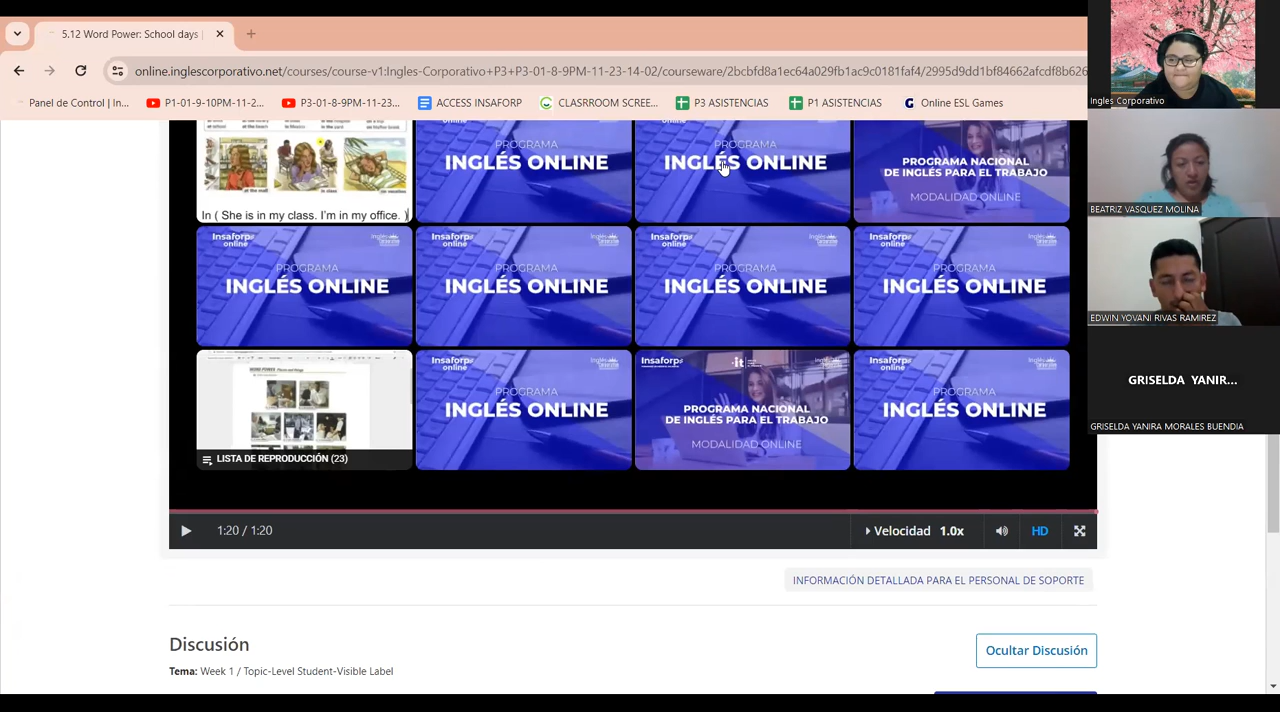 5.12 Word Power: School days |
online.inglescorporativo.net/courses/course-v1:Ingles-Corporativo+P3+P3-01-8-9PM-11-23-14-02/courseware/2bcbfd8a1ec64a029fb1ac9c0181faf4/2995d9dd1bf84662afcdf8b626
Panel de Control | In...
P1-01-9-10PM-11-2...
P3-01-8-9PM-11-23...
ACCESS INSAFORP
CLASSROOM SCREE...
P3 ASISTENCIAS
P1 ASISTENCIAS
Online ESL Games
Ingles Corporativo
BEATRIZ VASQUEZ MOLINA
EDWIN YOVANI RIVAS RAMIREZ
GRISELDA YANIR...
GRISELDA YANIRA MORALES BUENDIA
In ( She is in my class. I'm in my office. )
PROGRAMA
INGLÉS ONLINE
PROGRAMA
INGLÉS ONLINE
PROGRAMA NACIONAL
DE INGLÉS PARA EL TRABAJO
MODALIDAD ONLINE
Insaforp
online
PROGRAMA
INGLÉS ONLINE
Insaforp
online
PROGRAMA
INGLÉS ONLINE
Insaforp
online
PROGRAMA
INGLÉS ONLINE
Insaforp
online
PROGRAMA
INGLÉS ONLINE
LISTA DE REPRODUCCIÓN (23)
Insaforp
online
PROGRAMA
INGLÉS ONLINE
Insaforp
PROGRAMA NACIONAL
DE INGLÉS PARA EL TRABAJO
MODALIDAD ONLINE
Insaforp
online
PROGRAMA
INGLÉS ONLINE
1:20 / 1:20
Velocidad 1.0x
HD
INFORMACIÓN DETALLADA PARA EL PERSONAL DE SOPORTE
Discusión
Ocultar Discusión
Tema: Week 1 / Topic-Level Student-Visible Label